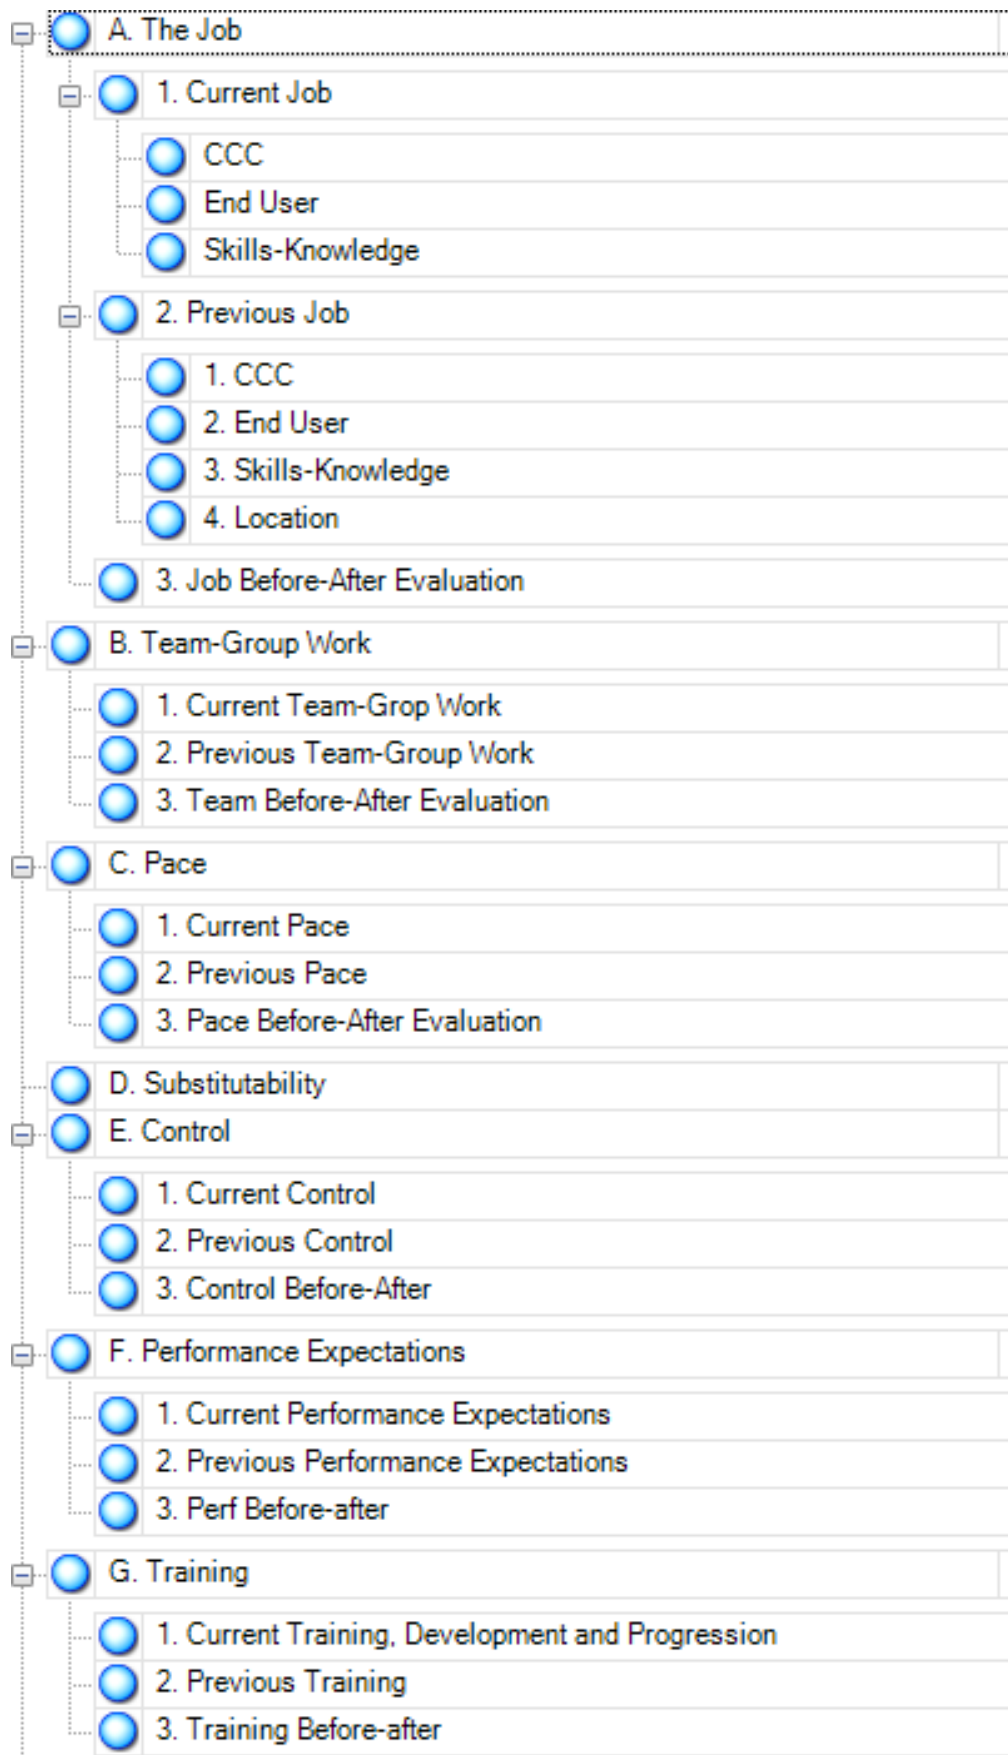 A. The Job
1. Current Job
CCC
End User
Skills-Knowledge
2. Previous Job
1. CCC
2. End User
3. Skills-Knowledge
4. Location
3. Job Before-After Evaluation
B. Team-Group Work
1. Current Team-Grop Work
2. Previous Team-Group Work
3. Team Before-After Evaluation
C. Pace
1. Current Pace
2. Previous Pace
3. Pace Before-After Evaluation
D. Substitutability
E. Control
1. Current Control
2. Previous Control
3. Control Before-After
F. Performance Expectations
1. Current Performance Expectations
2. Previous Performance Expectations
3. Perf Before-after
G. Training
1. Current Training, Development and Progression
2. Previous Training
3. Training Before-after